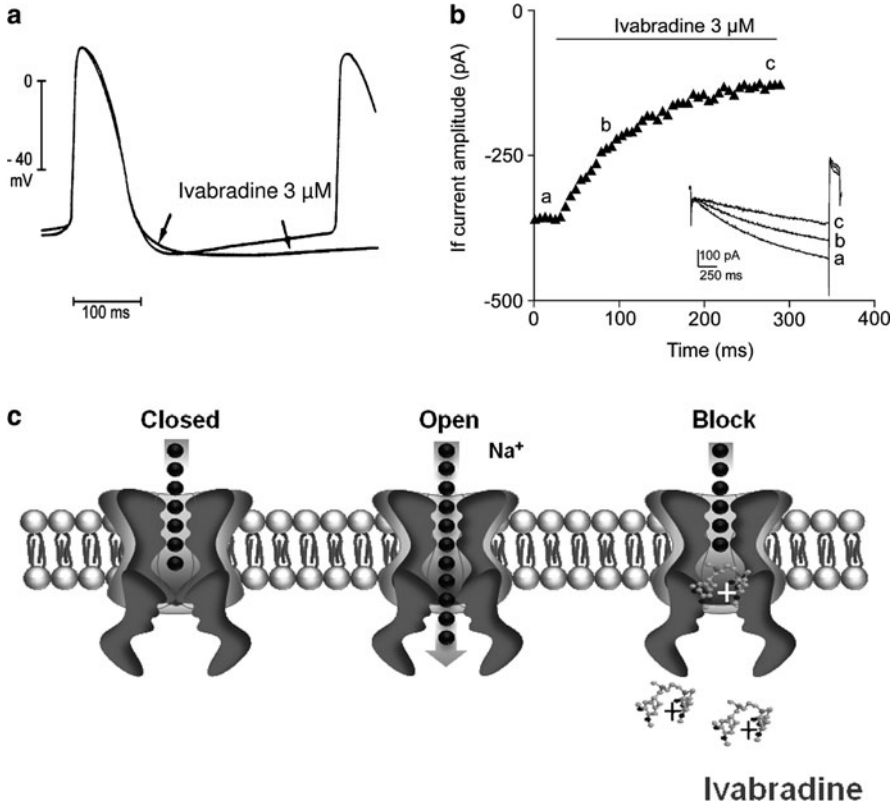 a
0
- 40
mV
Ivabradine 3 µM
100 ms
b
Ivabradine 3 µM
If current amplitude (pA)
0
-250
-500
a
b
c
c
b
a
100 pA
250 ms
0
100
200
300
400
Time (ms)
c
Closed
Open
Block
Na+
+
+
+
Ivabradine